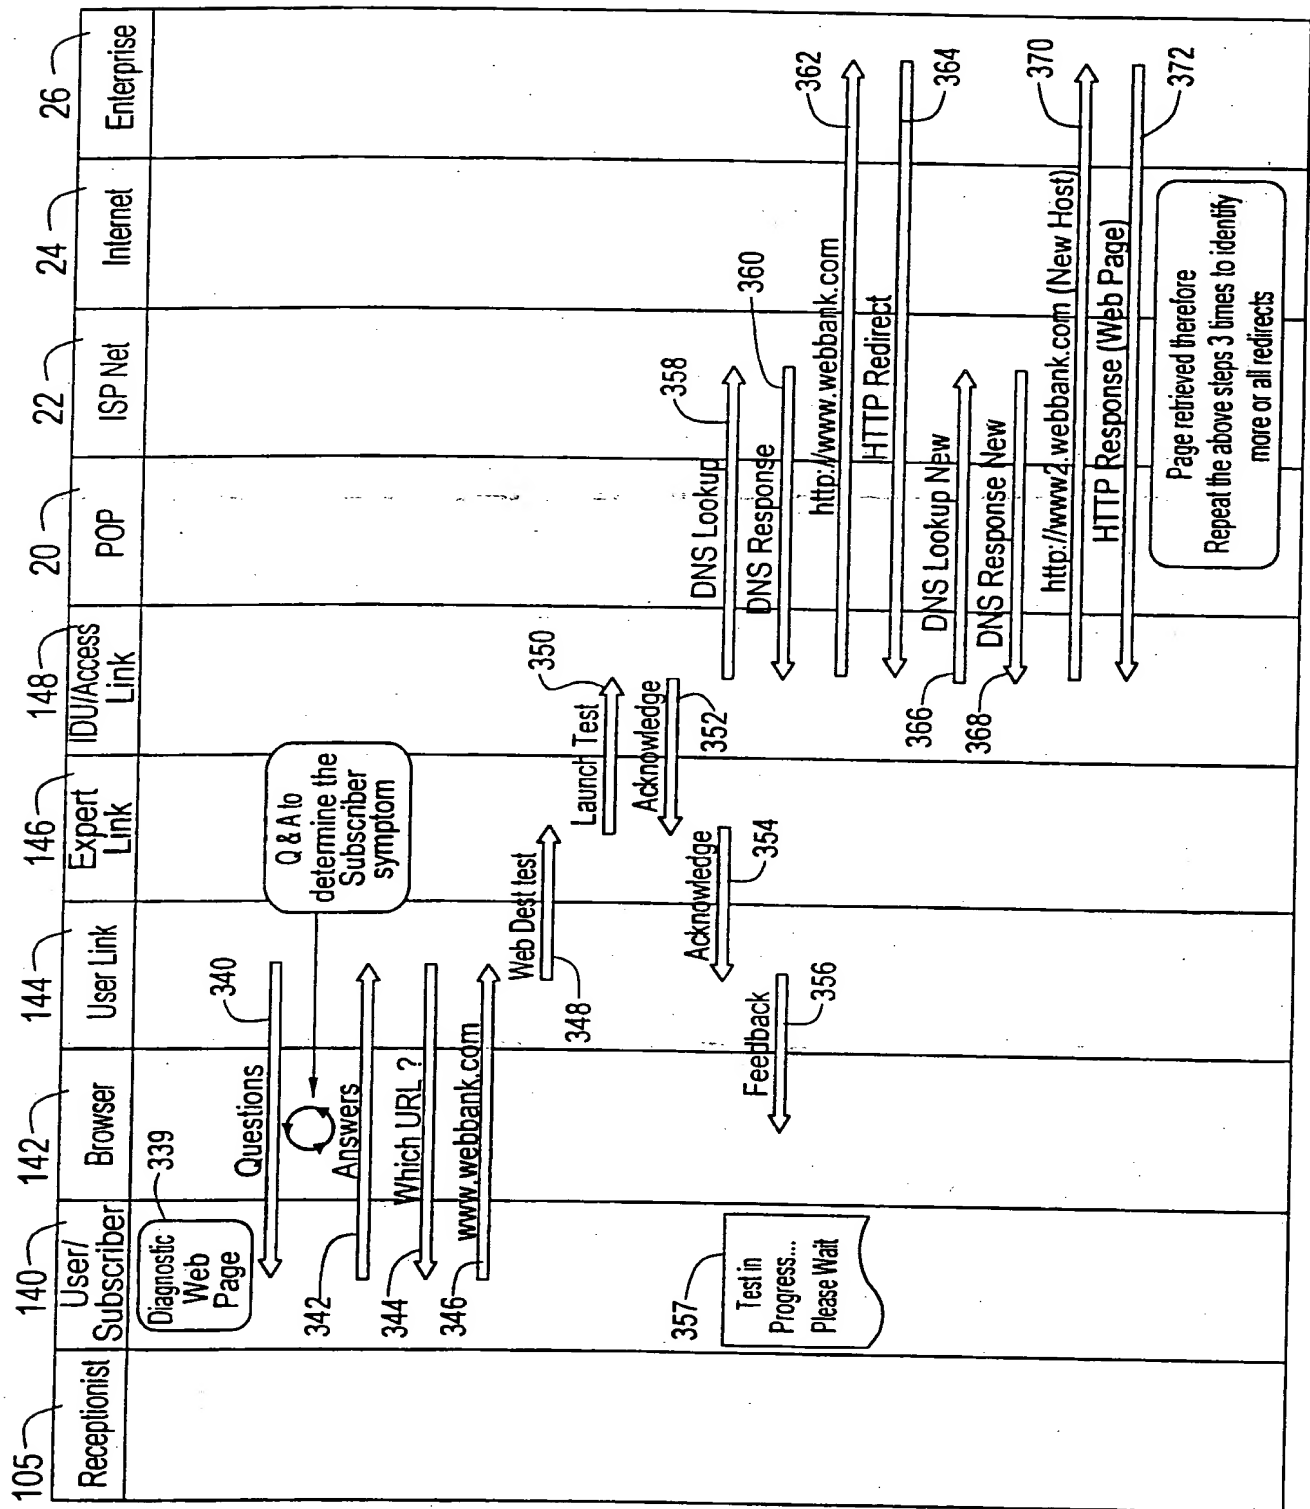 105
140
142
144
146
148
20
22
24
26
Receptionist
User/
Subscriber
Browser
User Link
Expert
Link
IDU/Access
Link
POP
ISP Net
Internet
Enterprise
Diagnostic
Web
Page
339
Questions
340
Q & A to
determine the
Subscriber
symptom
Answers
342
Which URL ?
344
www.webbank.com
346
Web Dest test
348
Launch Test
350
Acknowledge
352
Acknowledge
354
Feedback
356
357
Test in
Progress...
Please Wait
DNS Lookup
358
DNS Response
360
http://www.webbank.com
362
HTTP Redirect
364
DNS Lookup New
366
DNS Response New
368
http://www2.webbank.com (New Host)
370
HTTP Response (Web Page)
372
Page retrieved therefore
Repeat the above steps 3 times to identify
more or all redirects